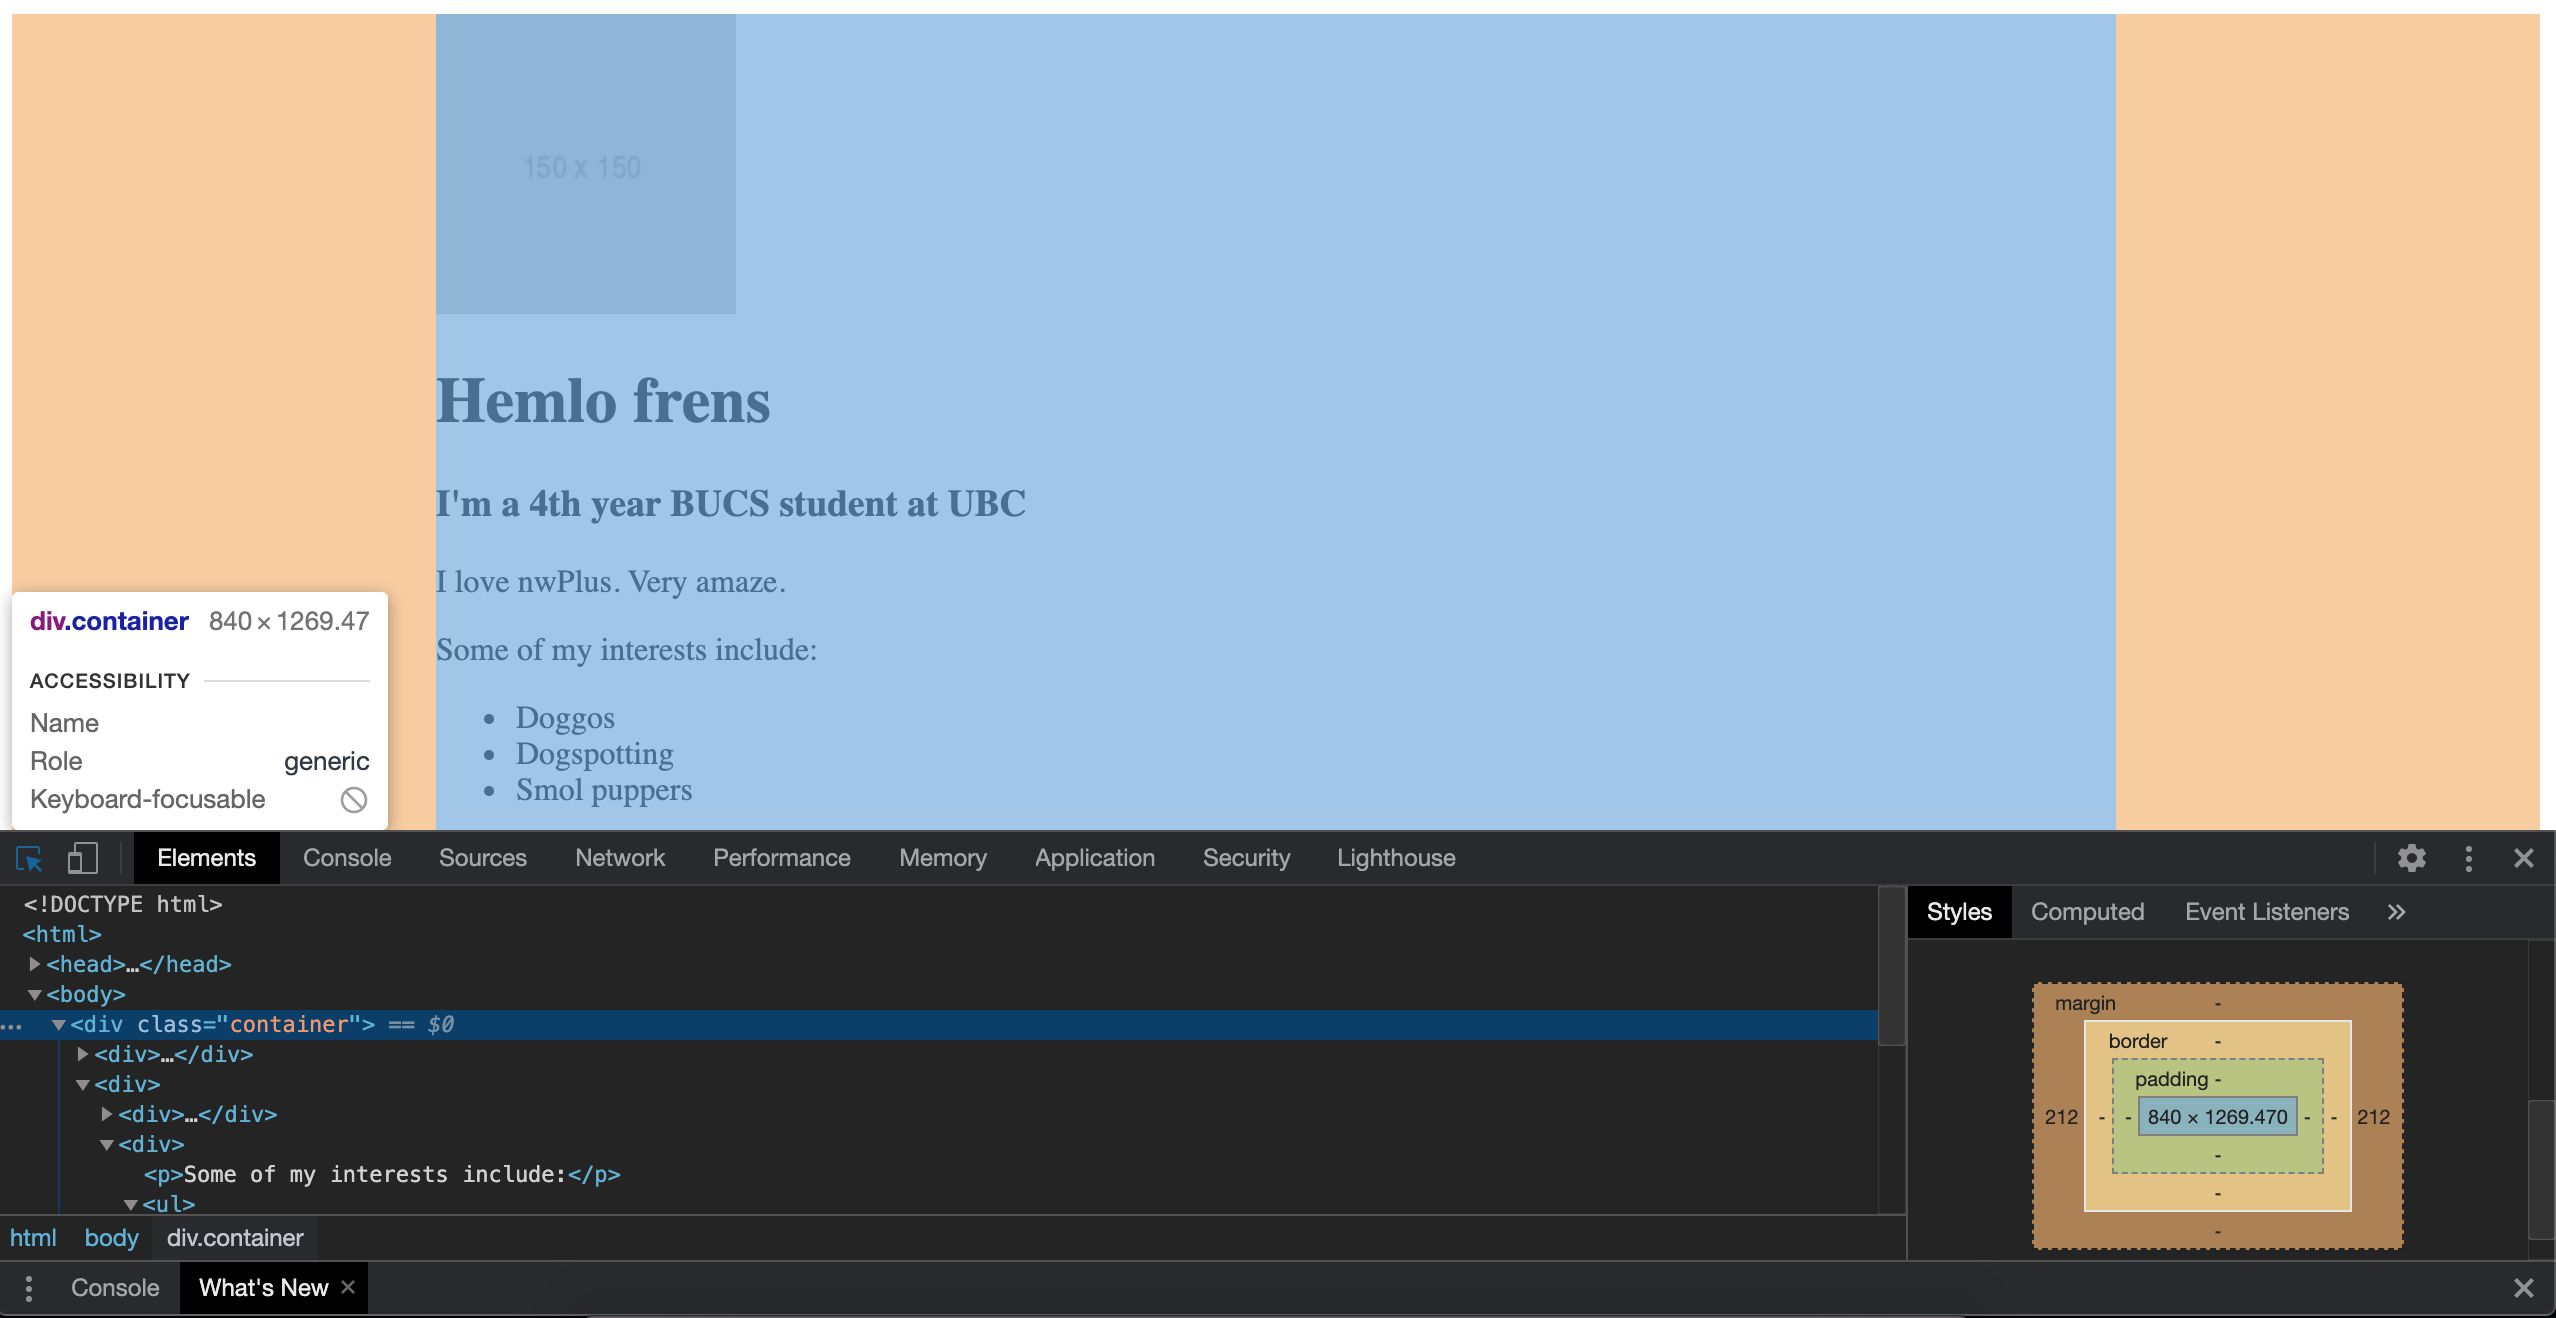 150 x 150
Hemlo frens
I'm a 4th year BUCS student at UBC
I love nwPlus. Very amaze.
Some of my interests include:
• Doggos
• Dogspotting
• Smol puppers
div.container 840 × 1269.47
ACCESSIBILITY
Name
Role generic
Keyboard-focusable
Elements Console Sources Network Performance Memory Application Security Lighthouse
<!DOCTYPE html>
<html>
<head>…</head>
<body>
… <div class="container"> == $0
<div>…</div>
<div>
<div>…</div>
<div>
<p>Some of my interests include:</p>
<ul>
html body div.container
Styles Computed Event Listeners »
margin -
border -
padding -
212 - - 840 × 1269.470 - - 212
-
-
-
Console What's New ×